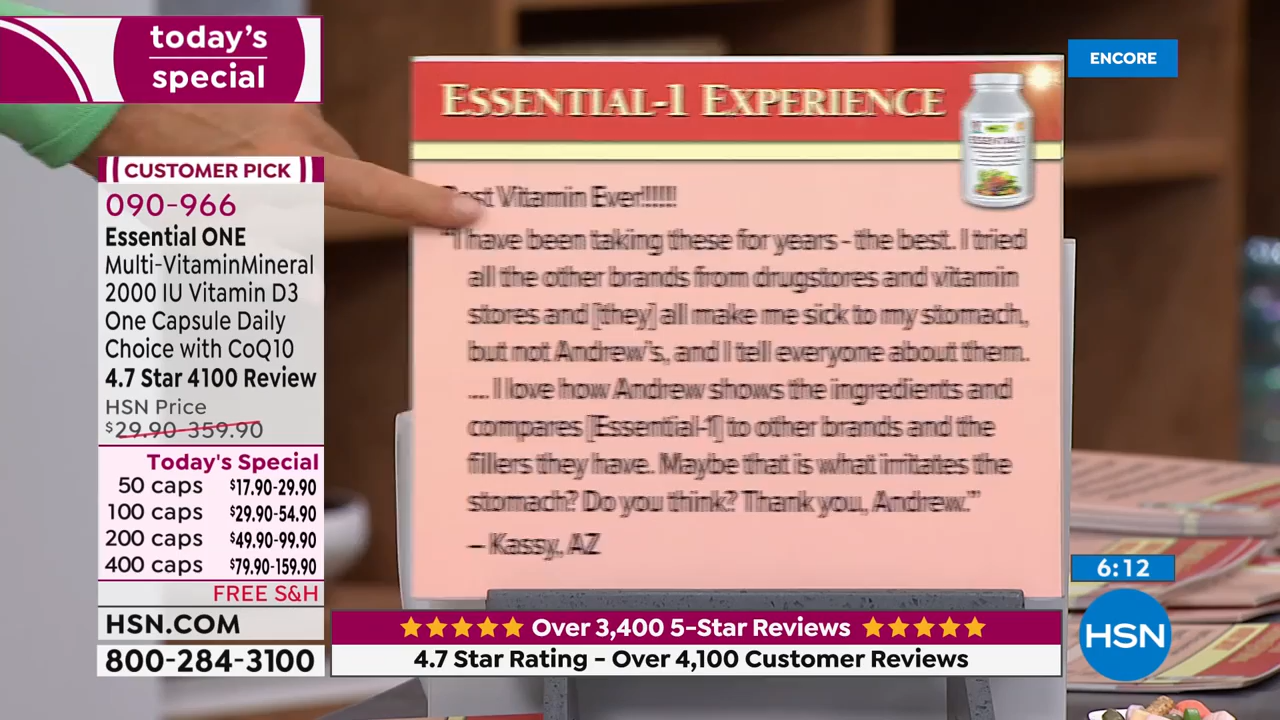 today's
special
CUSTOMER PICK
090-966
Essential ONE
Multi-VitaminMineral
2000 IU Vitamin D3
One Capsule Daily
Choice with CoQ10
4.7 Star 4100 Review
HSN Price
$29.90-359.90
Today's Special
50 caps $17.90-29.90
100 caps $29.90-54.90
200 caps $49.90-99.90
400 caps $79.90-159.90
FREE S&H
HSN.COM
800-284-3100
ENCORE
ESSENTIAL-1 EXPERIENCE
Vitamin Ever!!!!!
"I have been taking these for years - the best. I tried
all the other brands from drugstores and vitamin
stores and [they] all make me sick to my stomach,
but not Andrew's, and I tell everyone about them.
... I love how Andrew shows the ingredients and
compares [Essential-1] to other brands and the
fillers they have. Maybe that is what irritates the
stomach? Do you think? Thank you, Andrew."
– Kassy, AZ
6:12
HSN
Over 3,400 5-Star Reviews
4.7 Star Rating – Over 4,100 Customer Reviews